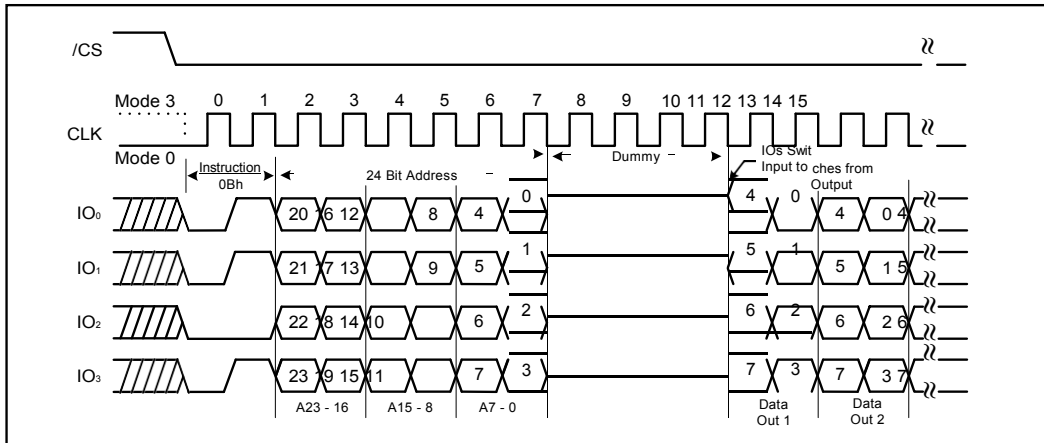 /CS
Mode 3 0 1 2 3 4 5 6 7 8 9 10 11 12 13 14 15
CLK
Mode 0
Instruction
0Bh
24 Bit Address
Dummy
IOs Swit
Input to ches from
Output
IO0 20 16 12 8 4 0 4 0 4 0 4
IO1 21 17 13 9 5 1 5 1 5 1 5
IO2 22 18 14 10 6 2 6 2 6 2 6
IO3 23 19 15 11 7 3 7 3 7 3 7
A23 - 16 A15 - 8 A7 - 0
Data
Out 1
Data
Out 2